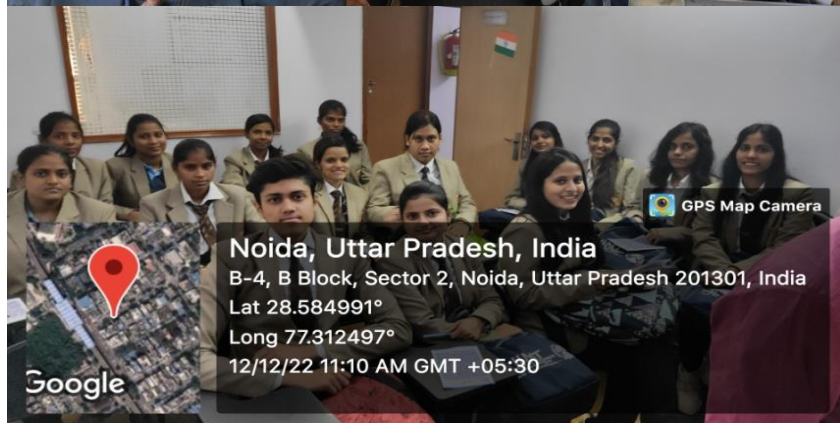 GPS Map Camera
Noida, Uttar Pradesh, India
B-4, B Block, Sector 2, Noida, Uttar Pradesh 201301, India
Lat 28.584991°
Long 77.312497°
12/12/22 11:10 AM GMT +05:30
Google